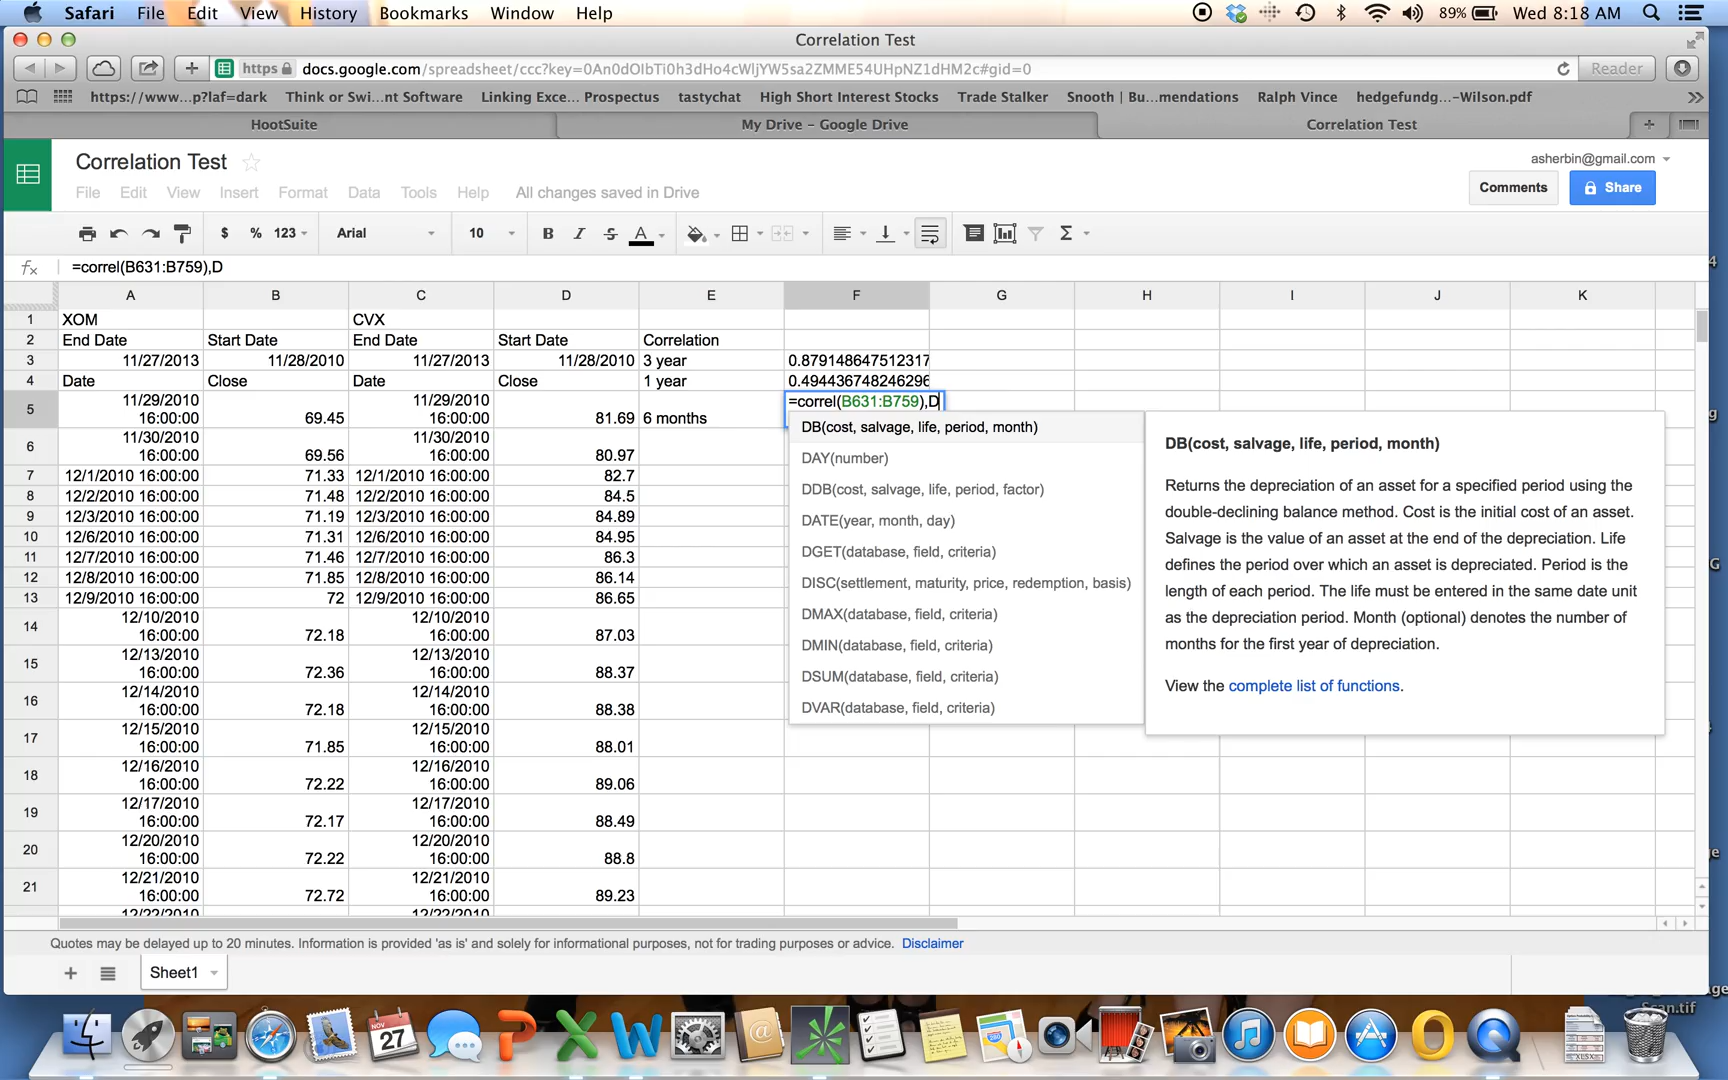 Safari File Edit View History Bookmarks Window Help 89% Wed 8:18 AM
Correlation Test
https docs.google.com/spreadsheet/ccc?key=0An0dOIbTi0h3dHo4cWljYW5sa2ZMME54UHpNZ1dHM2c#gid=0 Reader
https://www...p?laf=dark Think or Swi...nt Software Linking Exce... Prospectus tastychat High Short Interest Stocks Trade Stalker Snooth | Bu...mendations Ralph Vince hedgefundg...-Wilson.pdf
HootSuite My Drive – Google Drive Correlation Test
Correlation Test
asherbin@gmail.com
File Edit View Insert Format Data Tools Help All changes saved in Drive
Comments Share
$ % 123 Arial 10 B I S A Σ
fx =correl(B631:B759),D
A B C D E F G H I J K
1 XOM CVX
2 End Date Start Date End Date Start Date Correlation
3 11/27/2013 11/28/2010 11/27/2013 11/28/2010 3 year 0.879148647512317
4 Date Close Date Close 1 year 0.494436748246296
5 11/29/2010 16:00:00 69.45 11/29/2010 16:00:00 81.69 6 months =correl(B631:B759),D
6 11/30/2010 16:00:00 69.56 11/30/2010 16:00:00 80.97
7 12/1/2010 16:00:00 71.33 12/1/2010 16:00:00 82.7
8 12/2/2010 16:00:00 71.48 12/2/2010 16:00:00 84.5
9 12/3/2010 16:00:00 71.19 12/3/2010 16:00:00 84.89
10 12/6/2010 16:00:00 71.31 12/6/2010 16:00:00 84.95
11 12/7/2010 16:00:00 71.46 12/7/2010 16:00:00 86.3
12 12/8/2010 16:00:00 71.85 12/8/2010 16:00:00 86.14
13 12/9/2010 16:00:00 72 12/9/2010 16:00:00 86.65
14 12/10/2010 16:00:00 72.18 12/10/2010 16:00:00 87.03
15 12/13/2010 16:00:00 72.36 12/13/2010 16:00:00 88.37
16 12/14/2010 16:00:00 72.18 12/14/2010 16:00:00 88.38
17 12/15/2010 16:00:00 71.85 12/15/2010 16:00:00 88.01
18 12/16/2010 16:00:00 72.22 12/16/2010 16:00:00 89.06
19 12/17/2010 16:00:00 72.17 12/17/2010 16:00:00 88.49
20 12/20/2010 16:00:00 72.22 12/20/2010 16:00:00 88.8
21 12/21/2010 16:00:00 72.72 12/21/2010 16:00:00 89.23
12/22/2010 12/22/2010
DB(cost, salvage, life, period, month)
DAY(number)
DDB(cost, salvage, life, period, factor)
DATE(year, month, day)
DGET(database, field, criteria)
DISC(settlement, maturity, price, redemption, basis)
DMAX(database, field, criteria)
DMIN(database, field, criteria)
DSUM(database, field, criteria)
DVAR(database, field, criteria)
DB(cost, salvage, life, period, month)
Returns the depreciation of an asset for a specified period using the
double-declining balance method. Cost is the initial cost of an asset.
Salvage is the value of an asset at the end of the depreciation. Life
defines the period over which an asset is depreciated. Period is the
length of each period. The life must be entered in the same date unit
as the depreciation period. Month (optional) denotes the number of
months for the first year of depreciation.
View the complete list of functions.
Quotes may be delayed up to 20 minutes. Information is provided 'as is' and solely for informational purposes, not for trading purposes or advice. Disclaimer
Sheet1
Scan.tif
NOV
27
XLSX